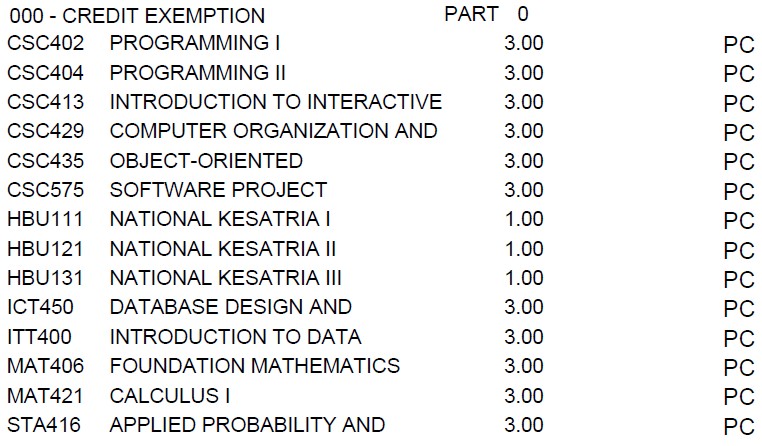 000 - CREDIT EXEMPTION PART 0
CSC402 PROGRAMMING I 3.00 PC
CSC404 PROGRAMMING II 3.00 PC
CSC413 INTRODUCTION TO INTERACTIVE 3.00 PC
CSC429 COMPUTER ORGANIZATION AND 3.00 PC
CSC435 OBJECT-ORIENTED 3.00 PC
CSC575 SOFTWARE PROJECT 3.00 PC
HBU111 NATIONAL KESATRIA I 1.00 PC
HBU121 NATIONAL KESATRIA II 1.00 PC
HBU131 NATIONAL KESATRIA III 1.00 PC
ICT450 DATABASE DESIGN AND 3.00 PC
ITT400 INTRODUCTION TO DATA 3.00 PC
MAT406 FOUNDATION MATHEMATICS 3.00 PC
MAT421 CALCULUS I 3.00 PC
STA416 APPLIED PROBABILITY AND 3.00 PC